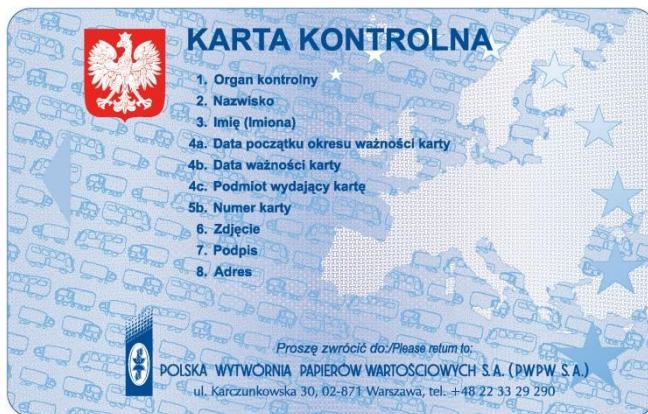 KARTA KONTROLNA
1. Organ kontrolny
2. Nazwisko
3. Imię (Imiona)
4a. Data początku okresu ważności karty
4b. Data ważności karty
4c. Podmiot wydający kartę
5b. Numer karty
6. Zdjęcie
7. Podpis
8. Adres
Proszę zwrócić do:/Please return to:
POLSKA WYTWÓRNIA PAPIERÓW WARTOŚCIOWYCH S.A. (PWPW S.A.)
ul. Karczunkowska 30, 02-871 Warszawa, tel. +48 22 33 29 290